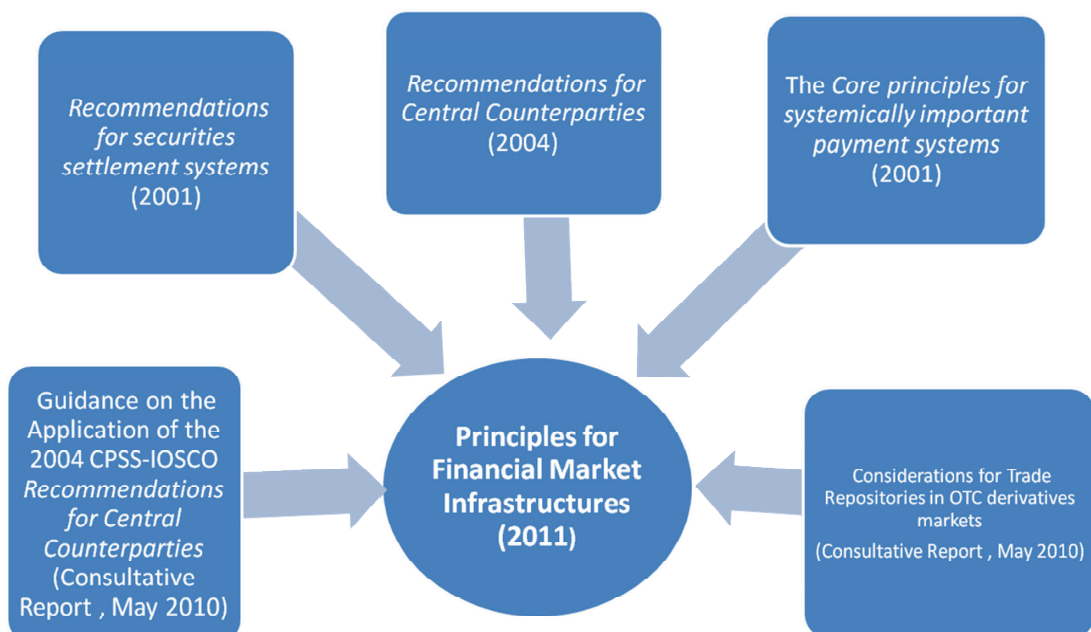 Recommendations
for securities
settlement systems
(2001)
Recommendations for
Central Counterparties
(2004)
The Core principles for
systemically important
payment systems
(2001)
Guidance on the
Application of the
2004 CPSS-IOSCO
Recommendations
for Central
Counterparties
(Consultative
Report , May 2010)
Principles for
Financial Market
Infrastructures
(2011)
Considerations for Trade
Repositories in OTC derivatives
markets
(Consultative Report , May 2010)